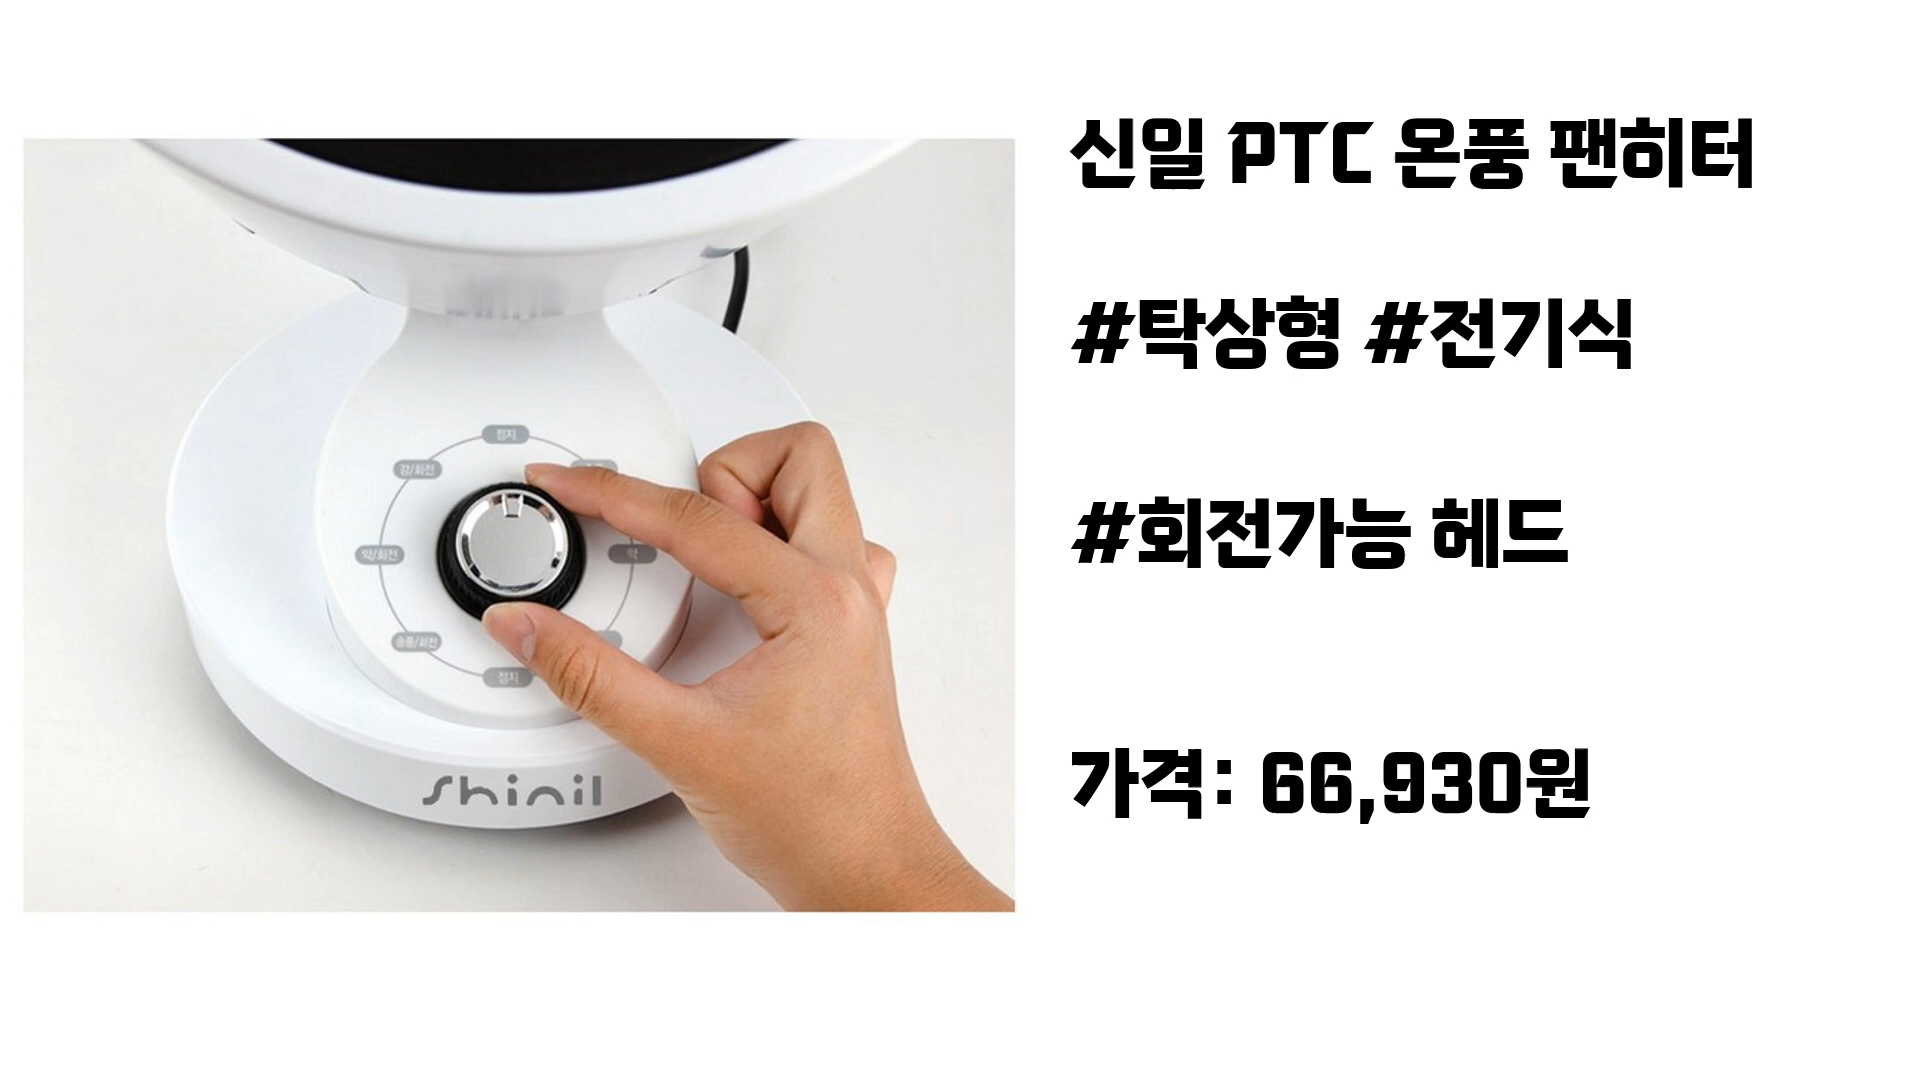 신일 PTC 온풍 팬히터
#탁상형 #전기식
#회전가능 헤드
가격: 66,930원
정지
강/회전
약/회전
약
송풍/회전
정지
shinil